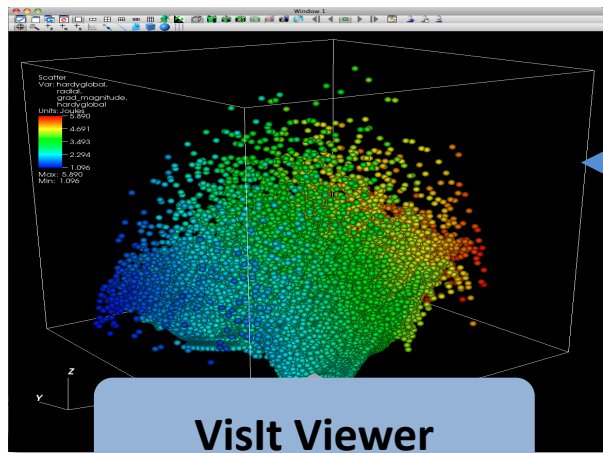 Window 1
Scatter
Var: hardyglobal,
radial,
grad_magnitude,
hardyglobal
Units: Joules
5.890
4.691
3.493
2.294
1.096
Max: 5.890
Min: 1.096
Z
Y
VisIt Viewer